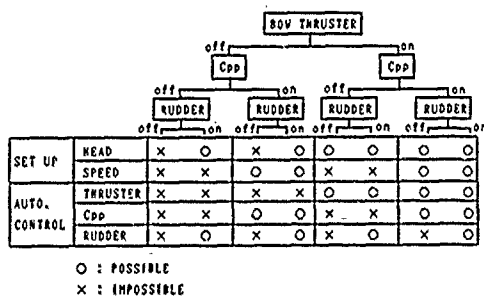 BOW THRUSTER
off on
Cpp Cpp
off on off on
RUDDER RUDDER RUDDER RUDDER
off on off on off on off on
SET UP HEAD × O × O O O O O
SPEED × × O O × × O O
AUTO. CONTROL THRUSTER × × × × O O O O
Cpp × × O O × × O O
RUDDER × O × O × O × O
O : POSSIBLE
× : IMPOSSIBLE